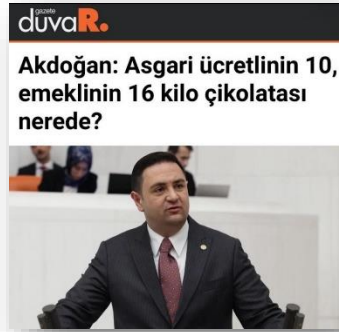 gazete
duvaR.
Akdoğan: Asgari ücretlinin 10,
emeklinin 16 kilo çikolatası
nerede?